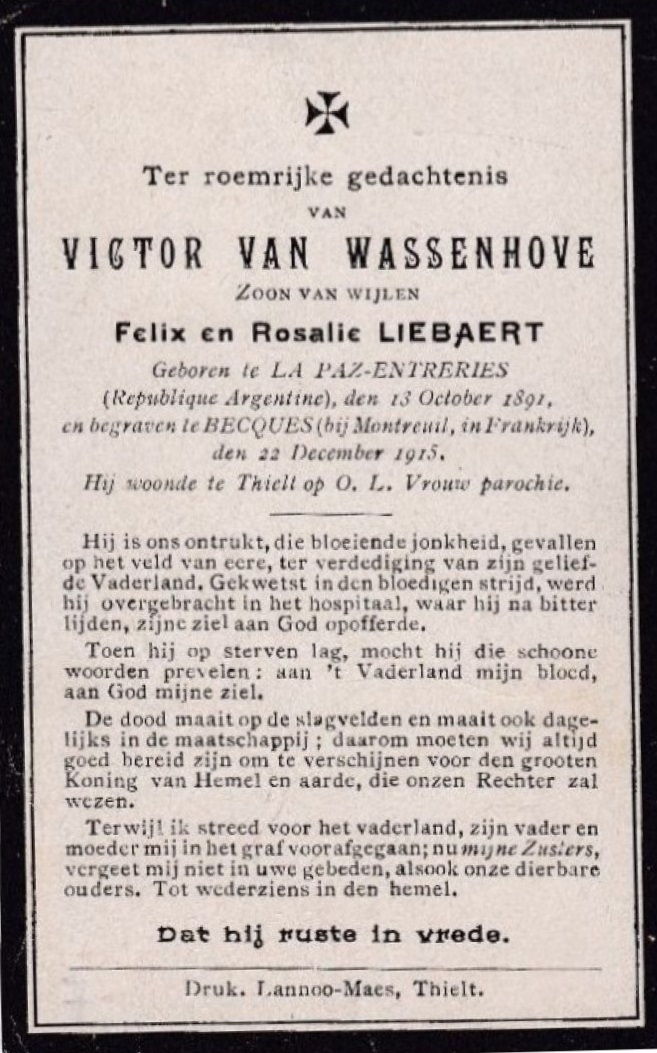 Ter roemrijke gedachtenis
VAN
VICTOR VAN WASSENHOVE
ZOON VAN WIJLEN
Felix en Rosalie LIEBAERT
Geboren te LA PAZ-ENTRERIES
(Republique Argentine), den 13 October 1891,
en begraven te BECQUES (bij Montreuil, in Frankrijk),
den 22 December 1915.
Hij woonde te Thielt op O. L. Vrouw parochie.
Hij is ons ontrukt, die bloeiende jonkheid, gevallen
op het veld van eere, ter verdediging van zijn gelief-
de Vaderland. Gekwetst in den bloedigen strijd, werd
hij overgebracht in het hospitaal, waar hij na bitter
lijden, zijne ziel aan God opofferde.
Toen hij op sterven lag, mocht hij die schoone
woorden prevelen : aan 't Vaderland mijn bloed,
aan God mijne ziel.
De dood maait op de slagvelden en maait ook dage-
lijks in de maatschappij ; daarom moeten wij altijd
goed bereid zijn om te verschijnen voor den grooten
Koning van Hemel en aarde, die onzen Rechter zal
wezen.
Terwijl ik streed voor het vaderland, zijn vader en
moeder mij in het graf voorafgegaan; nu mijne Zusters,
vergeet mij niet in uwe gebeden, alsook onze dierbare
ouders. Tot wederziens in den hemel.
Dat hij ruste in vrede.
Druk. Lannoo-Maes, Thielt.